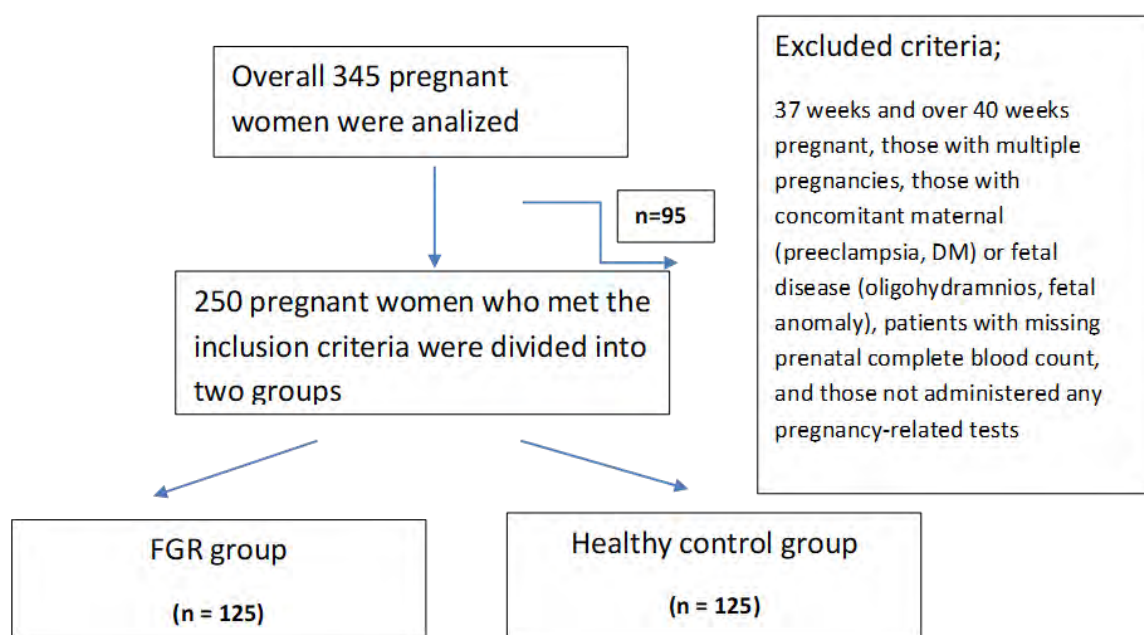 Overall 345 pregnant
women were analized
n=95
250 pregnant women who met the
inclusion criteria were divided into
two groups
FGR group
(n = 125)
Healthy control group
(n = 125)
Excluded criteria;
37 weeks and over 40 weeks
pregnant, those with multiple
pregnancies, those with
concomitant maternal
(preeclampsia, DM) or fetal
disease (oligohydramnios, fetal
anomaly), patients with missing
prenatal complete blood count,
and those not administered any
pregnancy-related tests